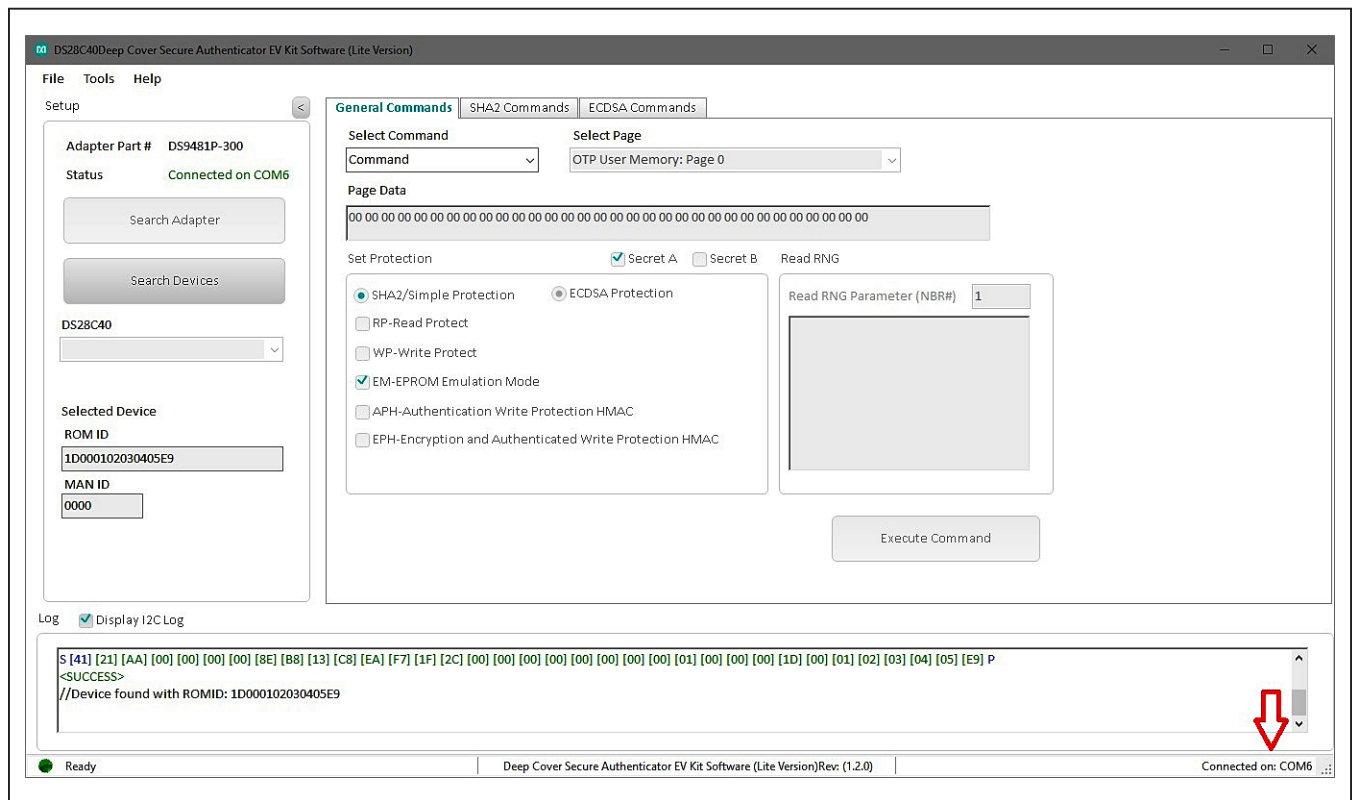 DS28C40Deep Cover Secure Authenticator EV Kit Software (Lite Version)
File Tools Help
Setup
<
Adapter Part # DS9481P-300
Status Connected on COM6
Search Adapter
Search Devices
DS28C40
Selected Device
ROM ID
1D000102030405E9
MAN ID
0000
General Commands SHA2 Commands ECDSA Commands
Select Command Select Page
Command OTP User Memory: Page 0
Page Data
00 00 00 00 00 00 00 00 00 00 00 00 00 00 00 00 00 00 00 00 00 00 00 00 00 00 00 00 00 00 00 00
Set Protection Secret A Secret B Read RNG
SHA2/Simple Protection ECDSA Protection
RP-Read Protect
WP-Write Protect
EM-EPROM Emulation Mode
APH-Authentication Write Protection HMAC
EPH-Encryption and Authenticated Write Protection HMAC
Read RNG Parameter (NBR#) 1
Execute Command
Log Display I2C Log
S [41] [21] [AA] [00] [00] [00] [00] [8E] [B8] [13] [C8] [EA] [F7] [1F] [2C] [00] [00] [00] [00] [00] [00] [00] [00] [01] [00] [00] [00] [1D] [00] [01] [02] [03] [04] [05] [E9] P
<SUCCESS>
//Device found with ROMID: 1D000102030405E9
Ready Deep Cover Secure Authenticator EV Kit Software (Lite Version)Rev: (1.2.0) Connected on: COM6